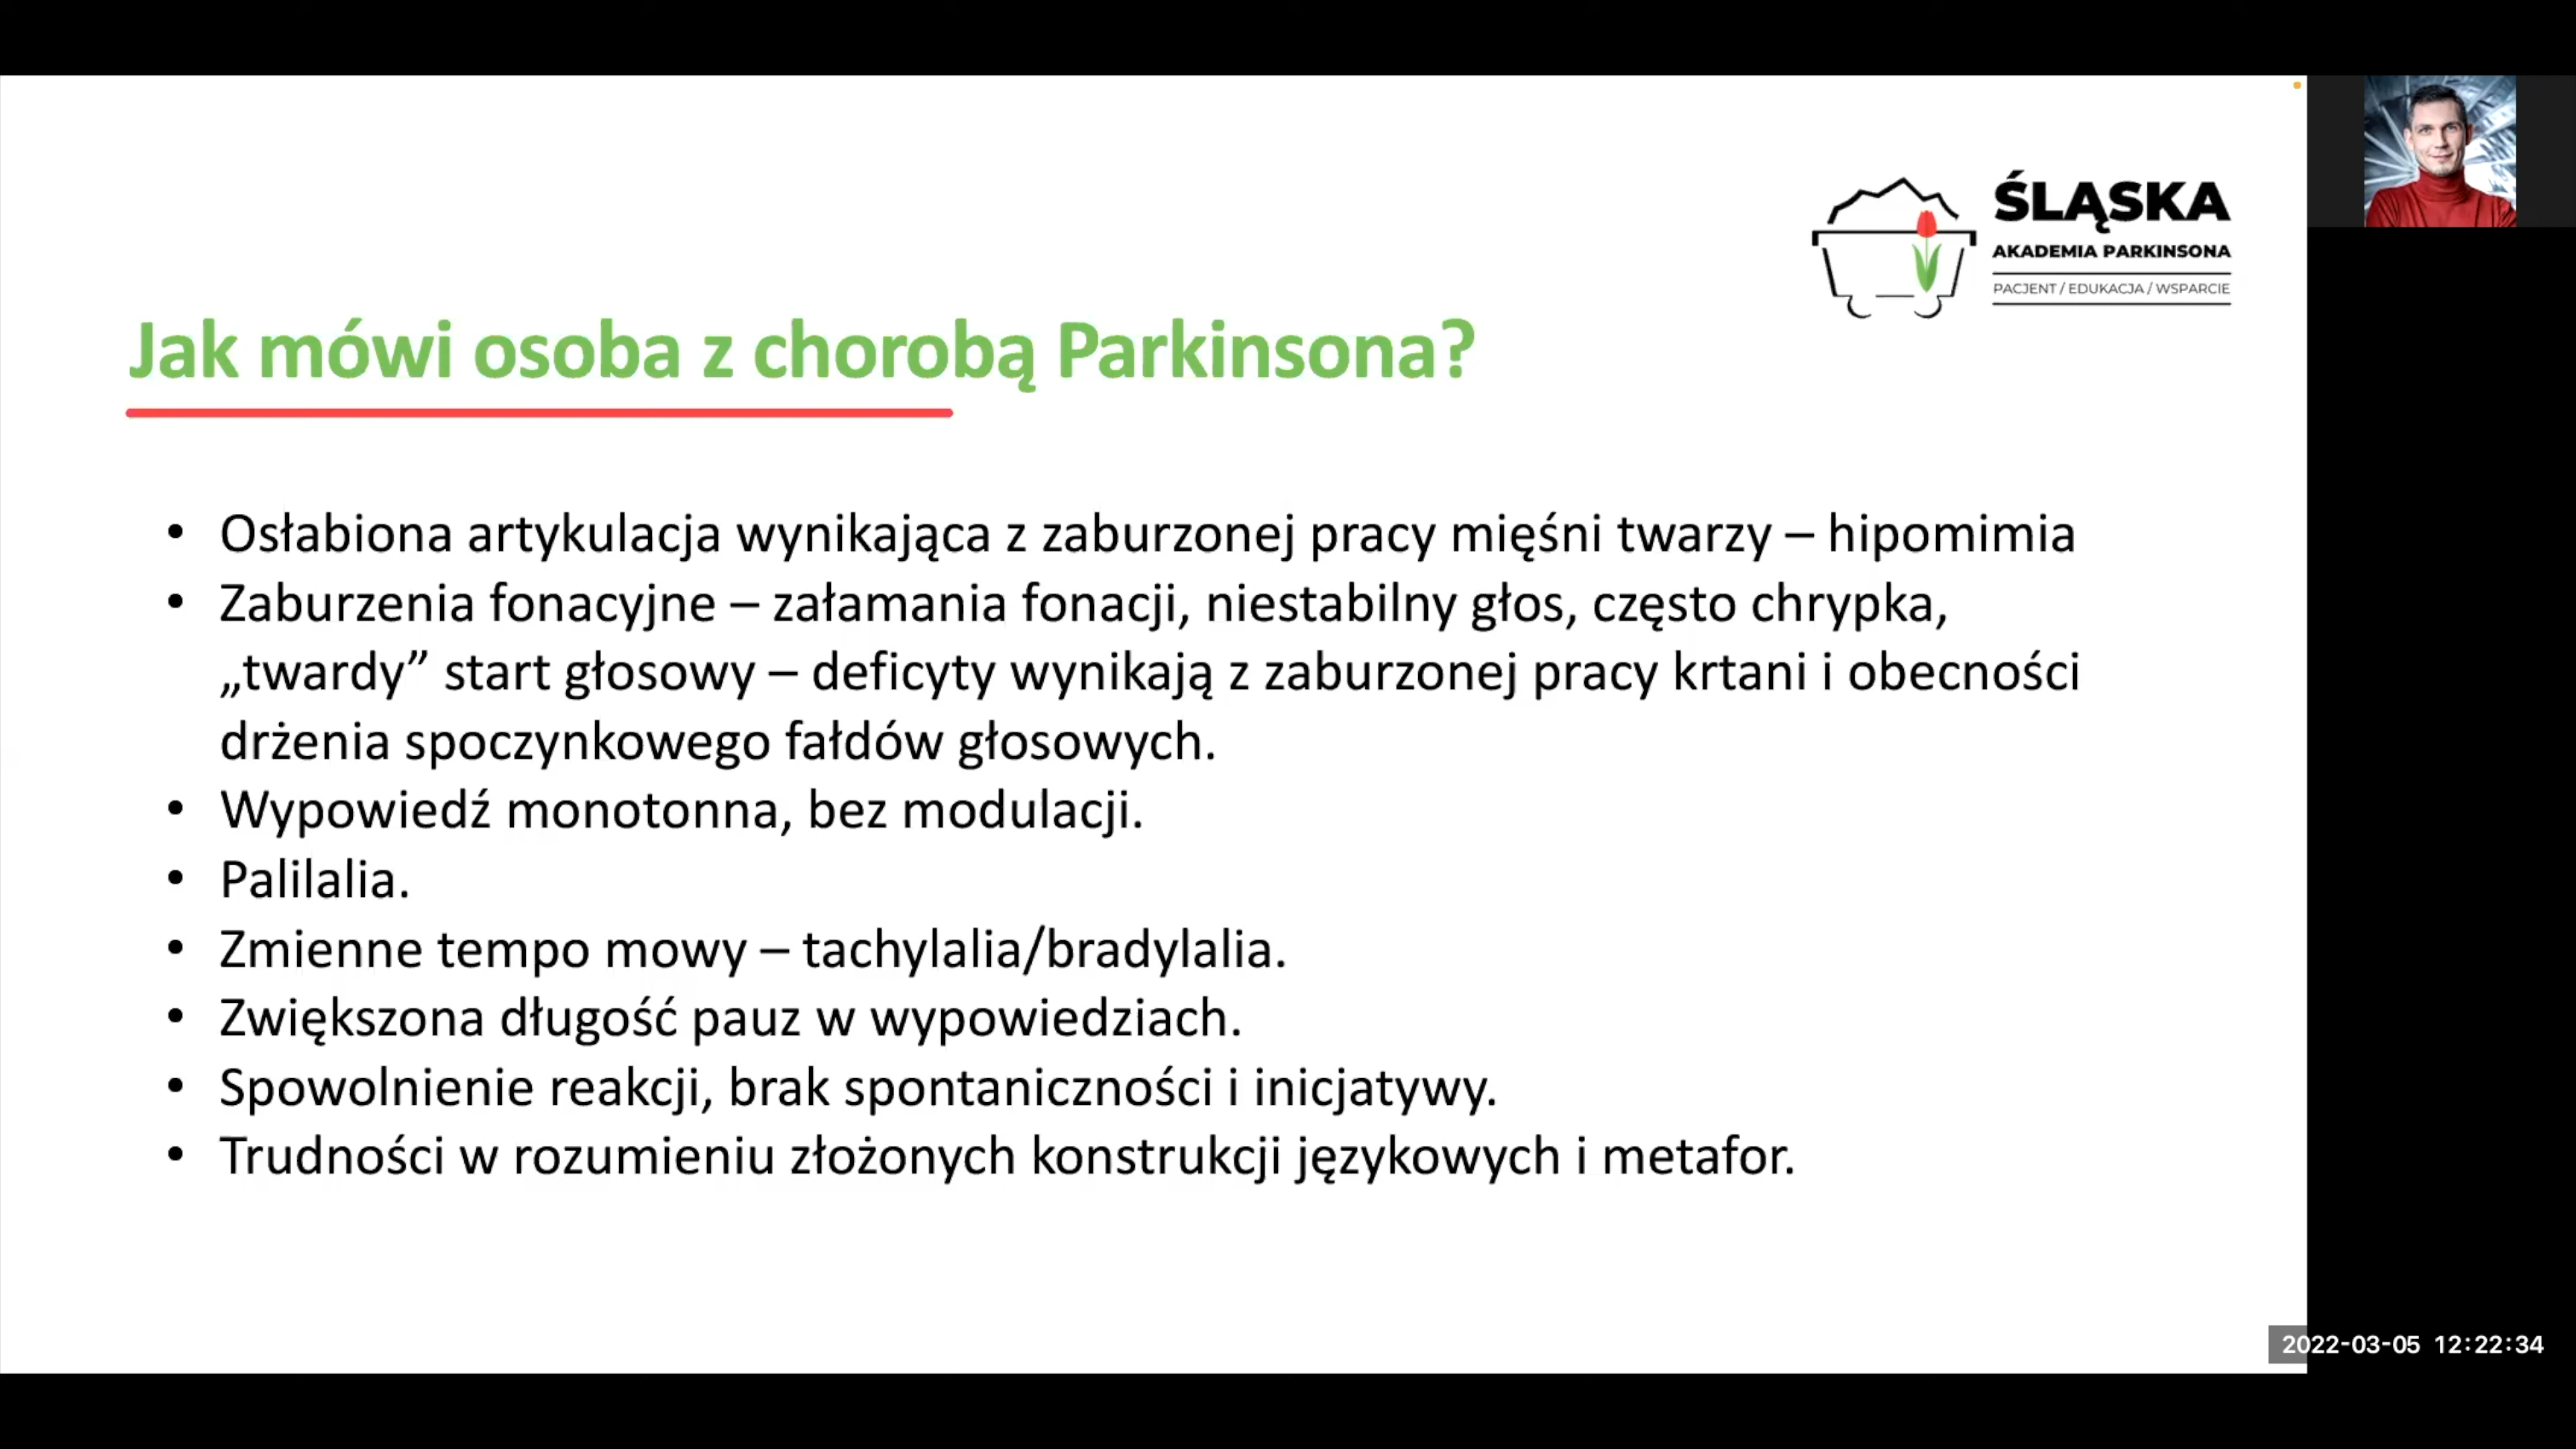 ŚLĄSKA
AKADEMIA PARKINSONA
PACJENT / EDUKACJA / WSPARCIE
Jak mówi osoba z chorobą Parkinsona?
• Osłabiona artykulacja wynikająca z zaburzonej pracy mięśni twarzy – hipomimia
• Zaburzenia fonacyjne – załamania fonacji, niestabilny głos, często chrypka,
„twardy” start głosowy – deficyty wynikają z zaburzonej pracy krtani i obecności
drżenia spoczynkowego fałdów głosowych.
• Wypowiedź monotonna, bez modulacji.
• Palilalia.
• Zmienne tempo mowy – tachylalia/bradylalia.
• Zwiększona długość pauz w wypowiedziach.
• Spowolnienie reakcji, brak spontaniczności i inicjatywy.
• Trudności w rozumieniu złożonych konstrukcji językowych i metafor.
2022-03-05 12:22:34